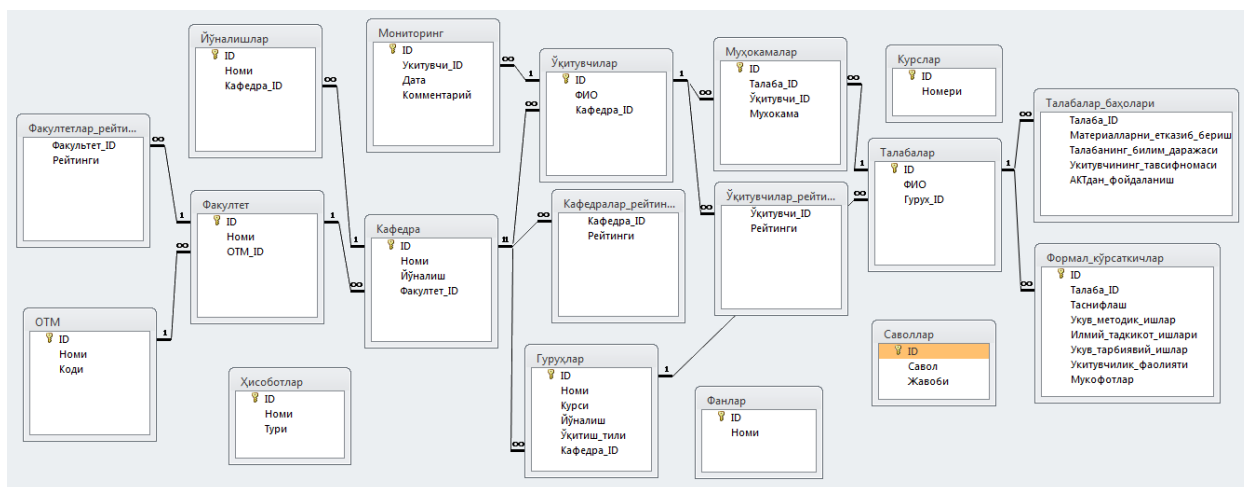 Йўналишлар
ID
Номи
Кафедра_ID
Мониторинг
ID
Укитувчи_ID
Дата
Комментарий
Ўқитувчилар
ID
ФИО
Кафедра_ID
Муҳокамалар
ID
Талаба_ID
Ўқитувчи_ID
Мухокама
Курслар
ID
Номери
Талабалар_баҳолари
Талаба_ID
Материалларни_етказиб_бериш
Талабанинг_билим_даражаси
Укитувчининг_тавсифномаси
АКТдан_фойдаланиш
Факултетлар_рейти...
Факультет_ID
Рейтинги
Факултет
ID
Номи
ОТМ_ID
Кафедра
ID
Номи
Йўналиш
Факултет_ID
Кафедралар_рейтин...
Кафедра_ID
Рейтинги
Ўқитувчилар_рейти...
Ўқитувчи_ID
Рейтинги
Талабалар
ID
ФИО
Гурух_ID
Формал_кўрсаткичлар
ID
Талаба_ID
Таснифлаш
Укув_методик_ишлар
Илмий_тадкикот_ишлари
Укув_тарбиявий_ишлар
Укитувчилик_фаолияти
Мукофотлар
ОТМ
ID
Номи
Коди
Ҳисоботлар
ID
Номи
Тури
Гуруҳлар
ID
Номи
Курси
Йўналиш
Ўқитиш_тили
Кафедра_ID
Фанлар
ID
Номи
Саволлар
ID
Савол
Жавоби